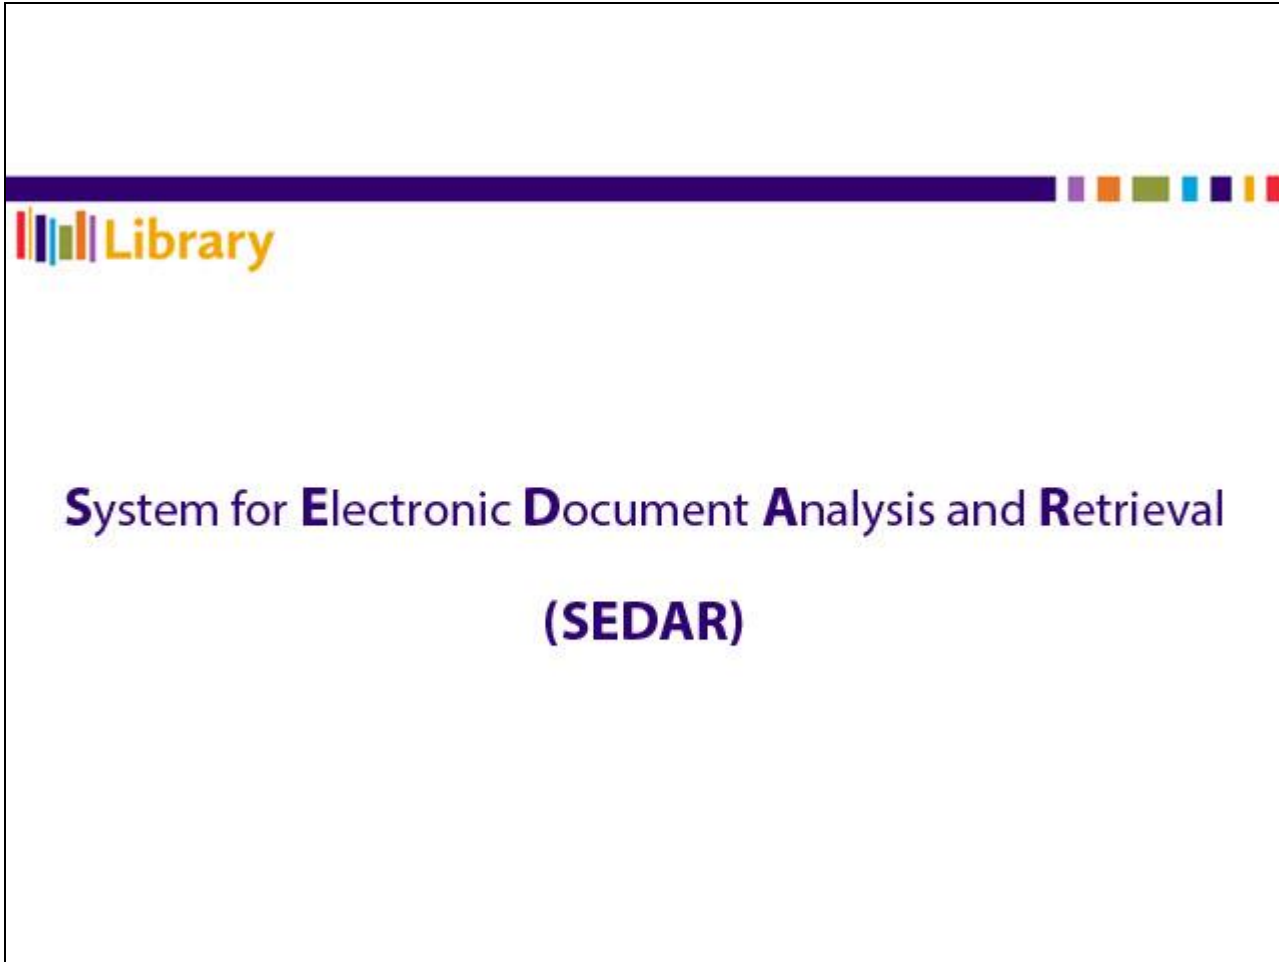 Library
System for Electronic Document Analysis and Retrieval
(SEDAR)